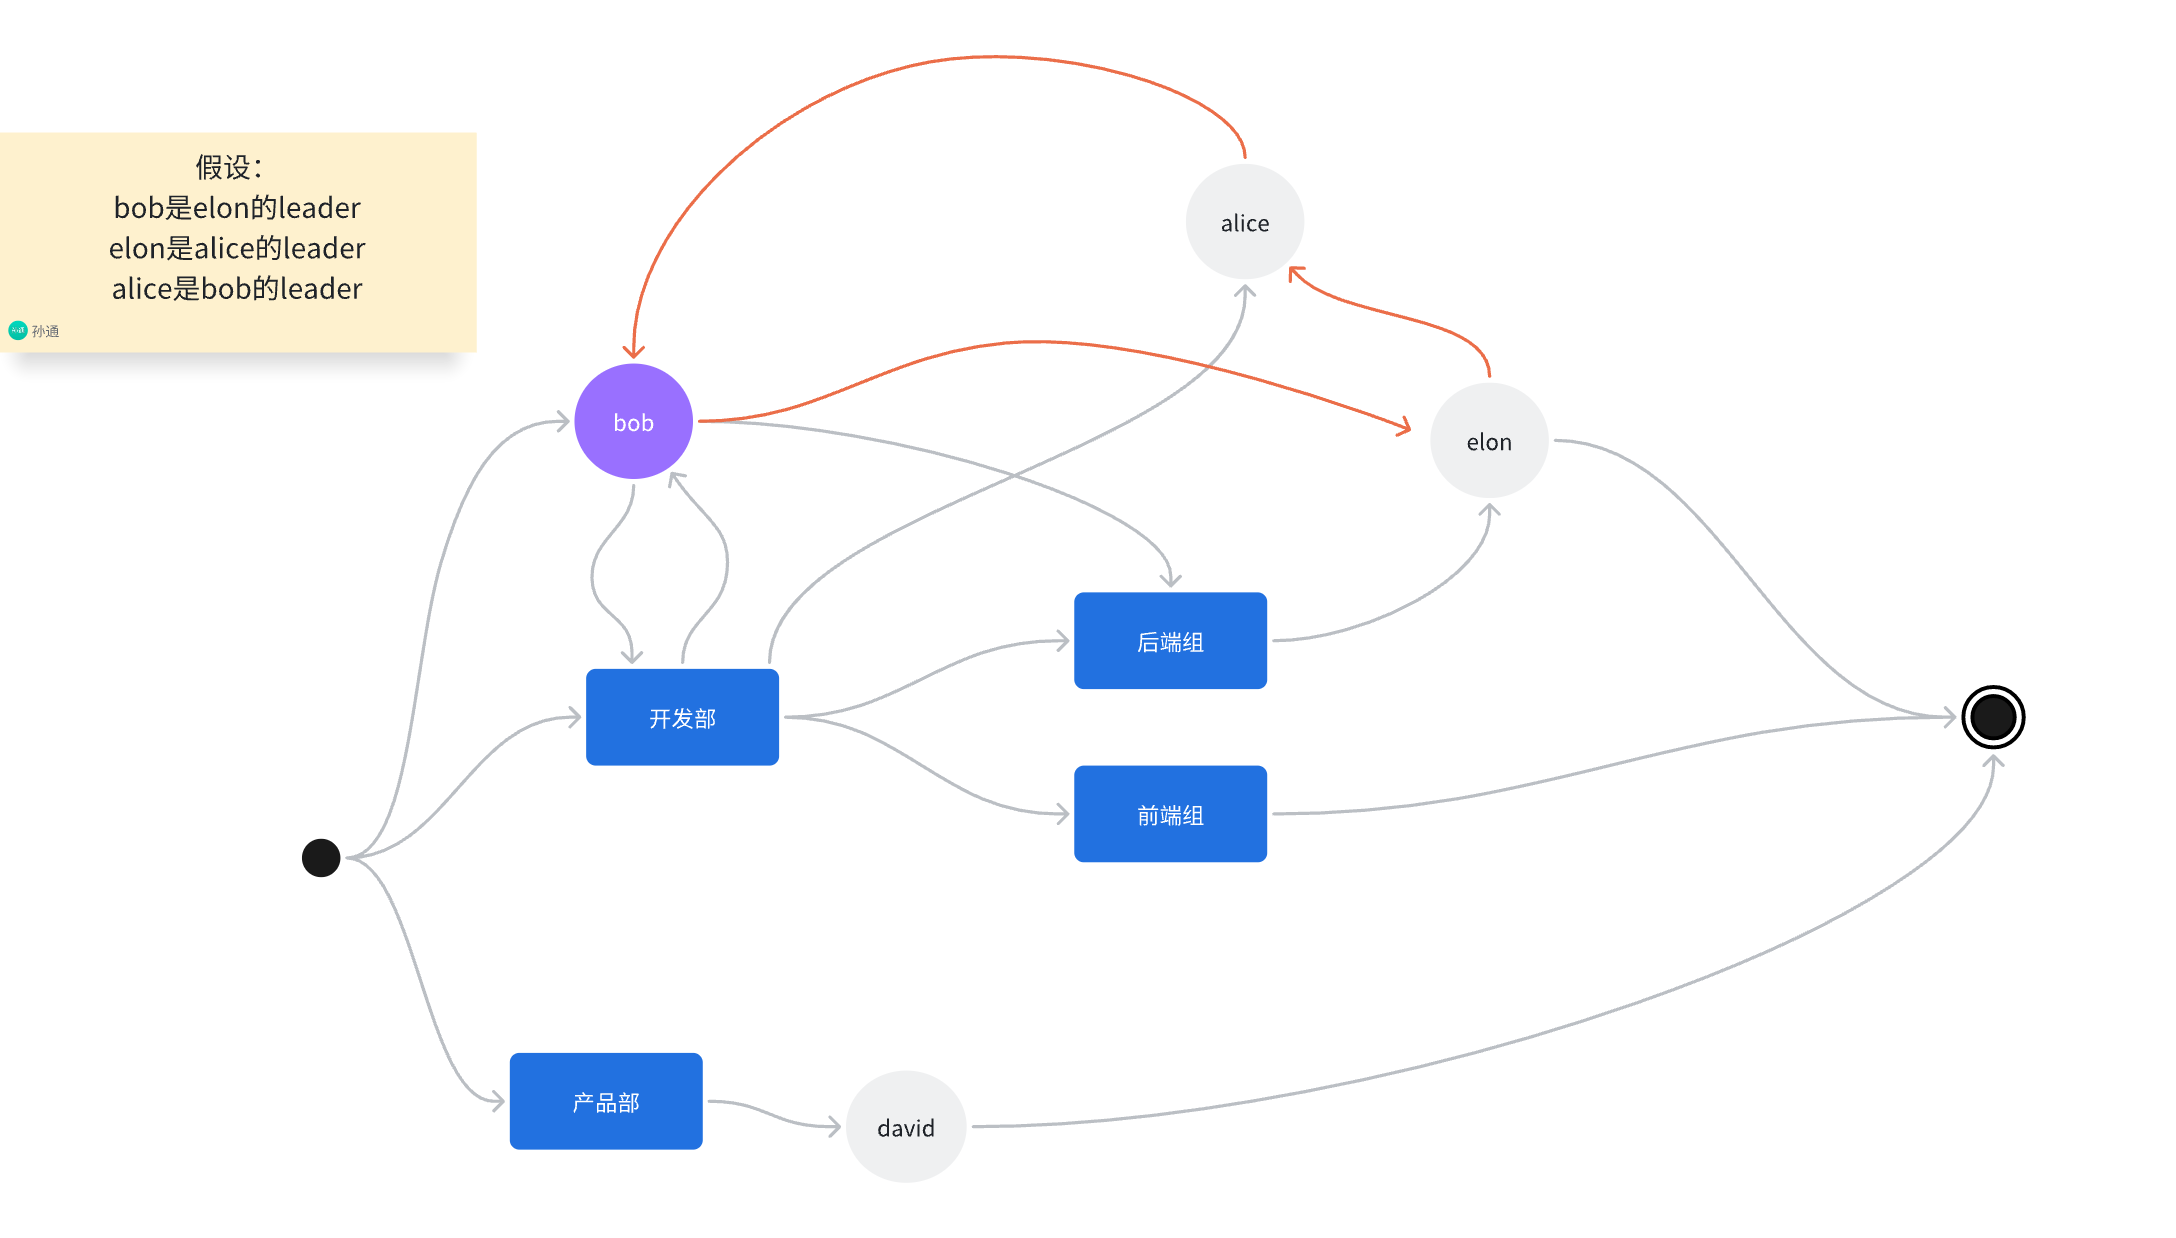 假设：
bob是elon的leader
elon是alice的leader
alice是bob的leader
孙通
alice
bob
elon
后端组
开发部
前端组
产品部
david